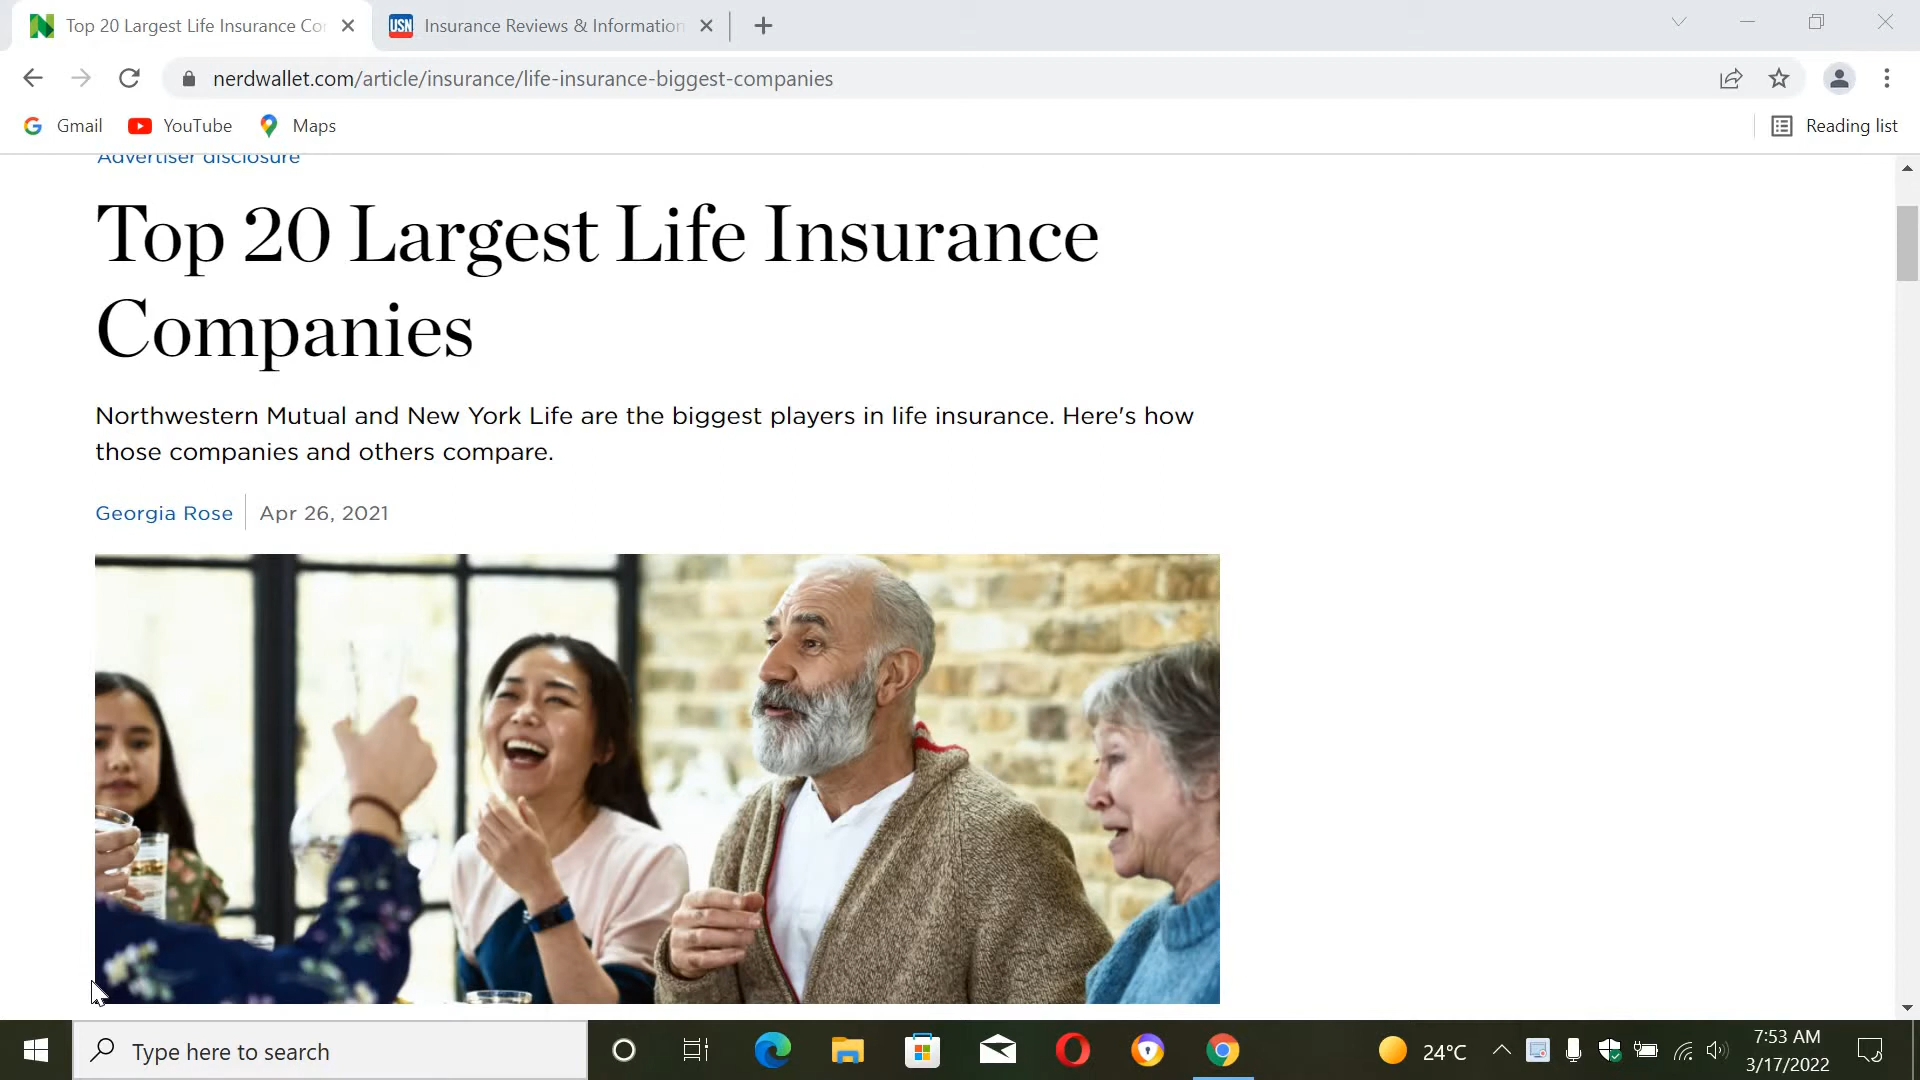 Top 20 Largest Life Insurance Co
USN
Insurance Reviews & Information
nerdwallet.com/article/insurance/life-insurance-biggest-companies
Gmail
YouTube
Maps
Reading list
Advertiser disclosure
Top 20 Largest Life Insurance
Companies
Northwestern Mutual and New York Life are the biggest players in life insurance. Here's how
those companies and others compare.
Georgia Rose
Apr 26, 2021
Type here to search
24°C
7:53 AM
3/17/2022